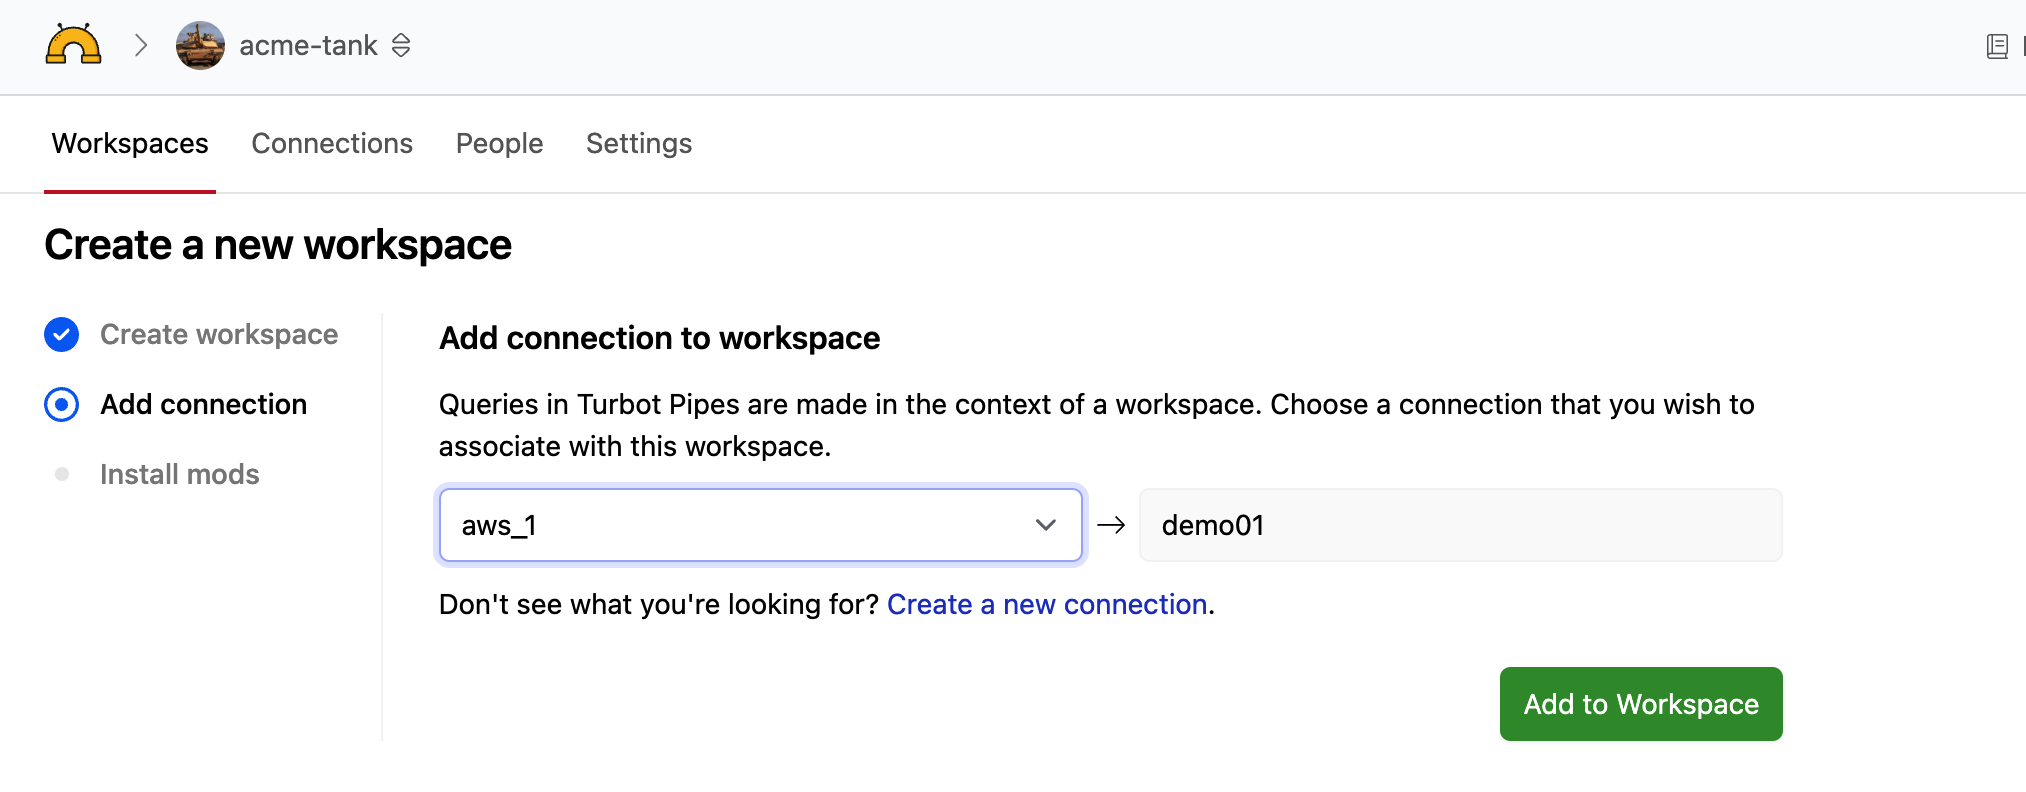 acme-tank
Workspaces Connections People Settings
Create a new workspace
Create workspace
Add connection
Install mods
Add connection to workspace
Queries in Turbot Pipes are made in the context of a workspace. Choose a connection that you wish to
associate with this workspace.
aws_1 → demo01
Don't see what you're looking for? Create a new connection.
Add to Workspace